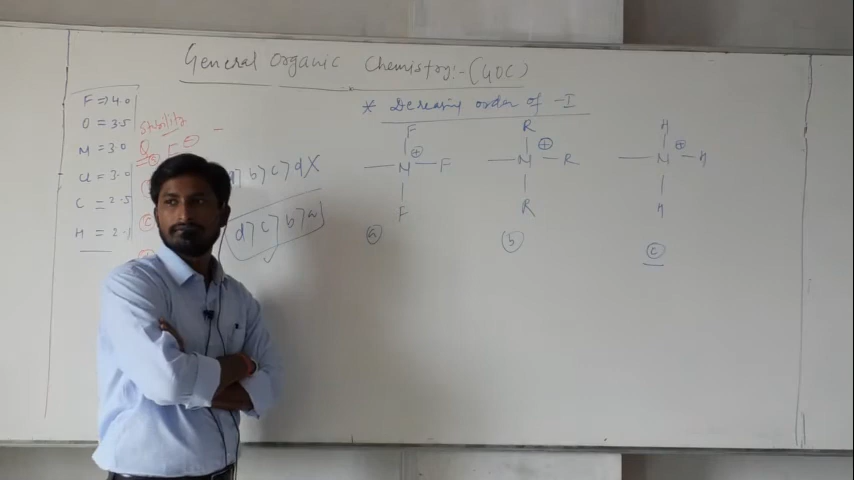 General Organic Chemistry:-(GOC)
* Decreasing order of -I
F => 4.0
O = 3.5
N = 3.0
Cl = 3.0
C = 2.5
H = 2.1
Stability
F
b > c > d X
d > c > b > a
F
N ⊕ F
F
a
R
N ⊕ R
R
b
H
N ⊕ H
H
c